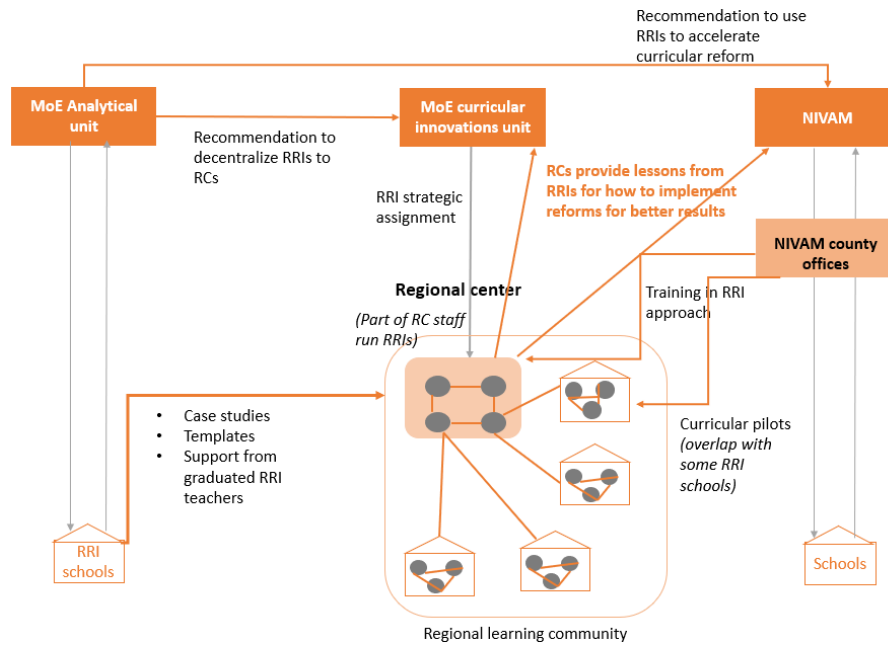 Recommendation to use
RRIs to accelerate
curricular reform
MoE Analytical
unit
MoE curricular
innovations unit
NIVAM
Recommendation to
decentralize RRIs to
RCs
RRI strategic
assignment
RCs provide lessons from
RRIs for how to implement
reforms for better results
NIVAM county
offices
Regional center
(Part of RC staff
run RRIs)
Training in RRI
approach
• Case studies
• Templates
• Support from
graduated RRI
teachers
Curricular pilots
(overlap with
some RRI
schools)
RRI
schools
Schools
Regional learning community